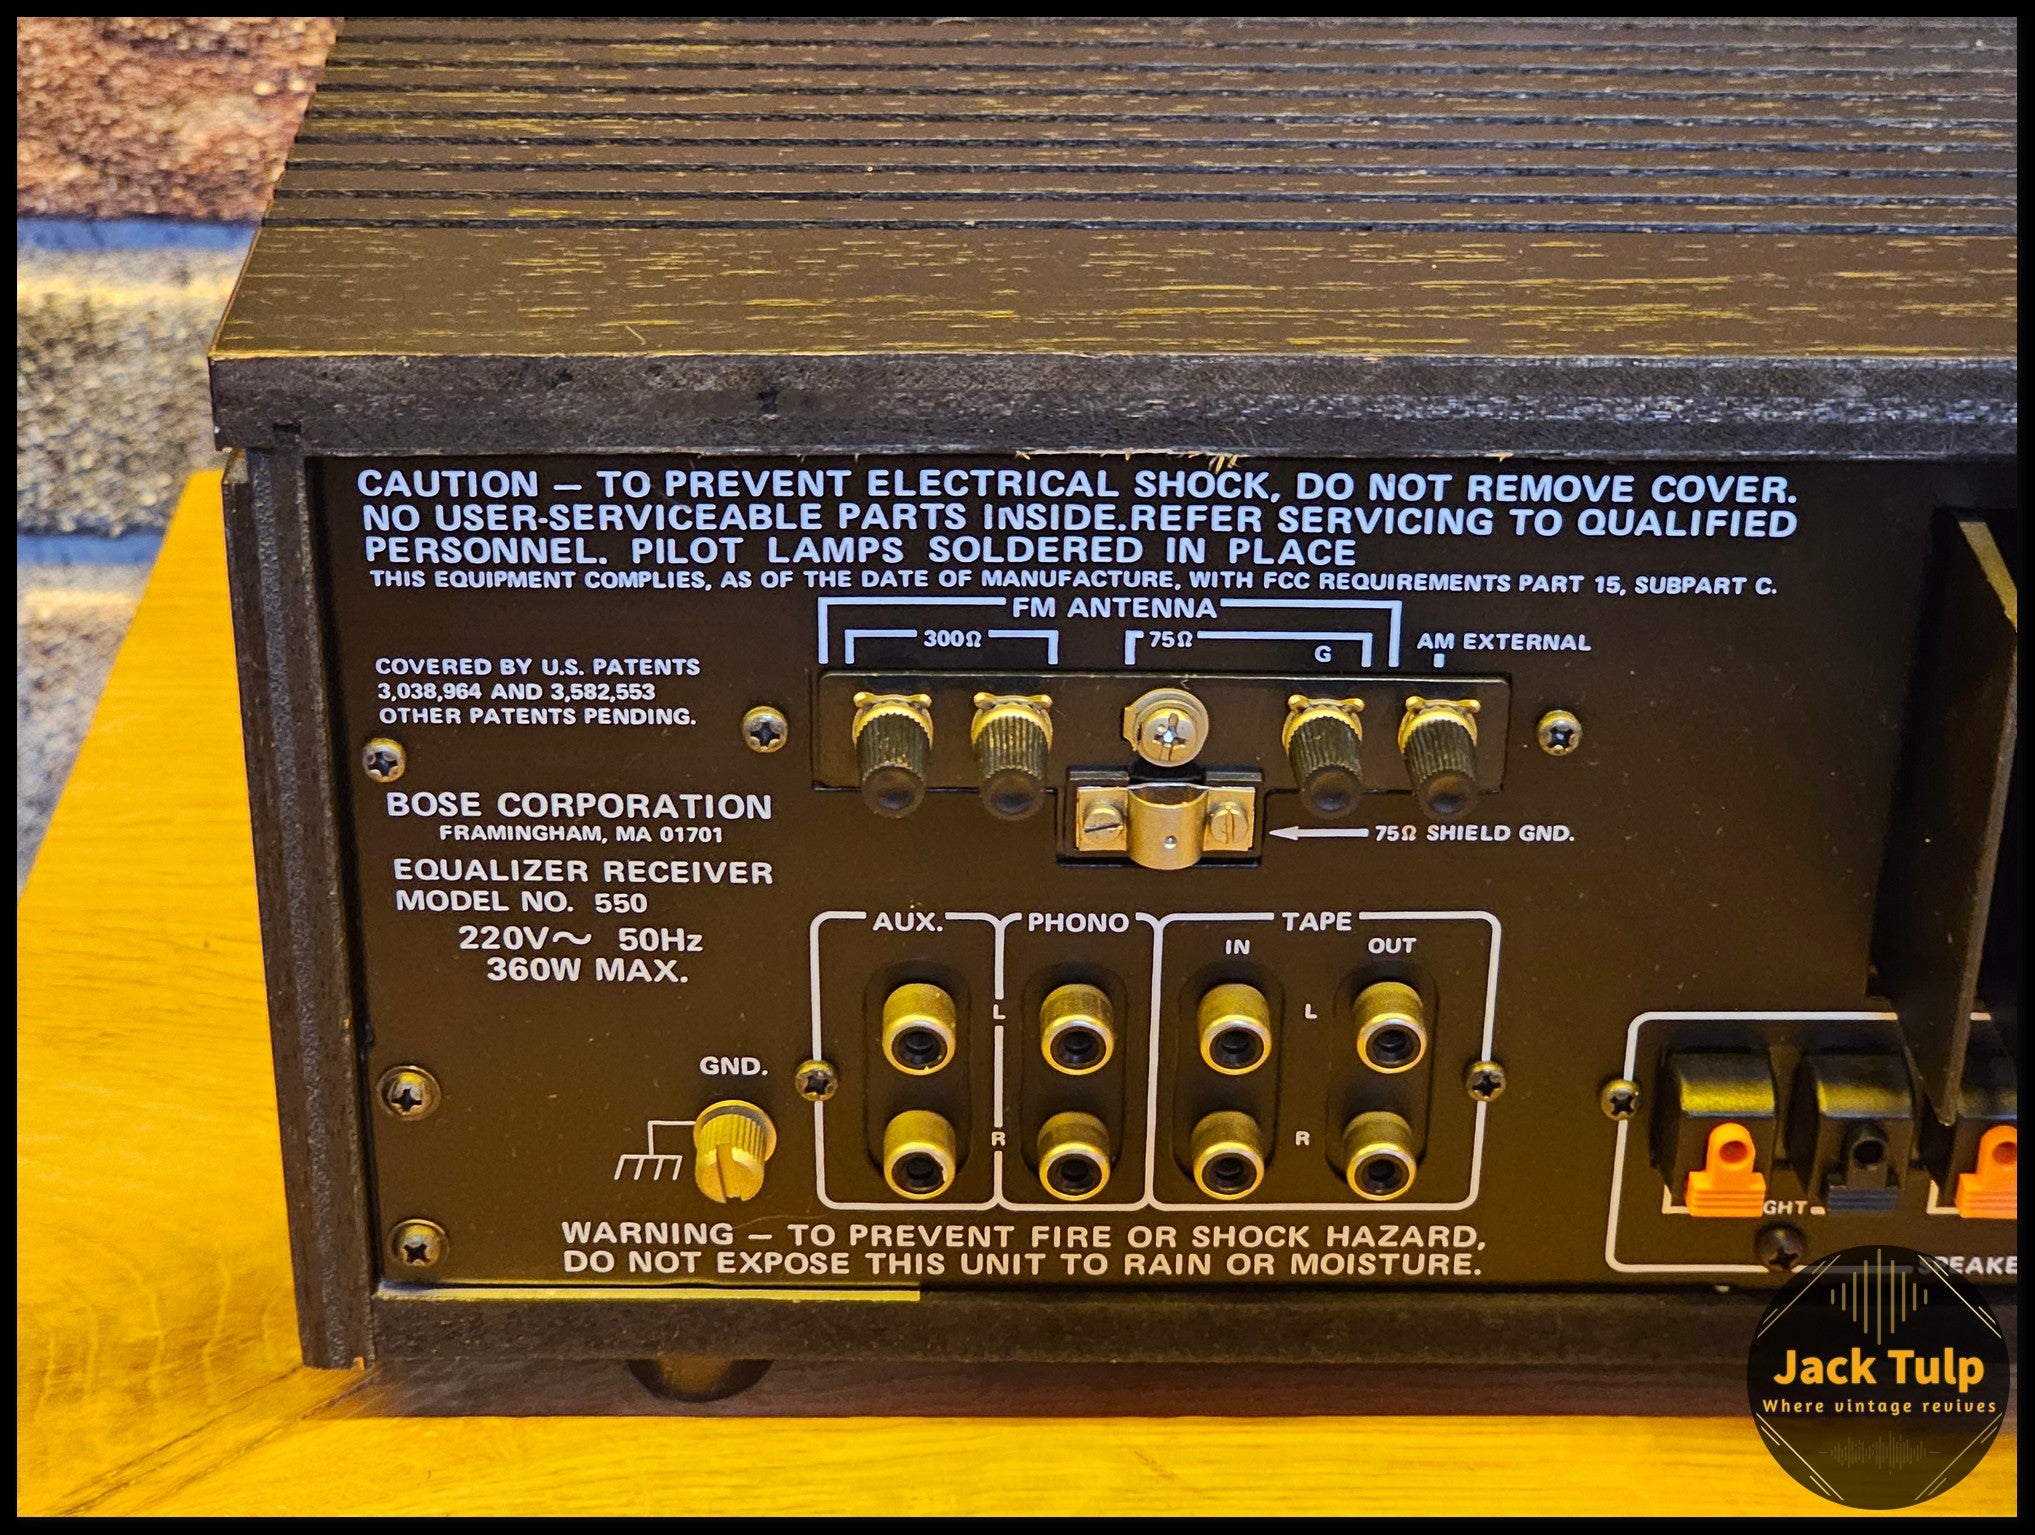 CAUTION — TO PREVENT ELECTRICAL SHOCK, DO NOT REMOVE COVER.
NO USER-SERVICEABLE PARTS INSIDE.REFER SERVICING TO QUALIFIED
PERSONNEL. PILOT LAMPS SOLDERED IN PLACE
THIS EQUIPMENT COMPLIES, AS OF THE DATE OF MANUFACTURE, WITH FCC REQUIREMENTS PART 15, SUBPART C.
FM ANTENNA
300Ω 75Ω G AM EXTERNAL
COVERED BY U.S. PATENTS
3,038,964 AND 3,582,553
OTHER PATENTS PENDING.
BOSE CORPORATION
FRAMINGHAM, MA 01701
75Ω SHIELD GND.
EQUALIZER RECEIVER
MODEL NO. 550
220V~ 50Hz
360W MAX.
AUX. PHONO TAPE
IN OUT
L L
GND.
R R
WARNING — TO PREVENT FIRE OR SHOCK HAZARD,
DO NOT EXPOSE THIS UNIT TO RAIN OR MOISTURE.
GHT
SPEAKE
Jack Tulp
Where vintage revives